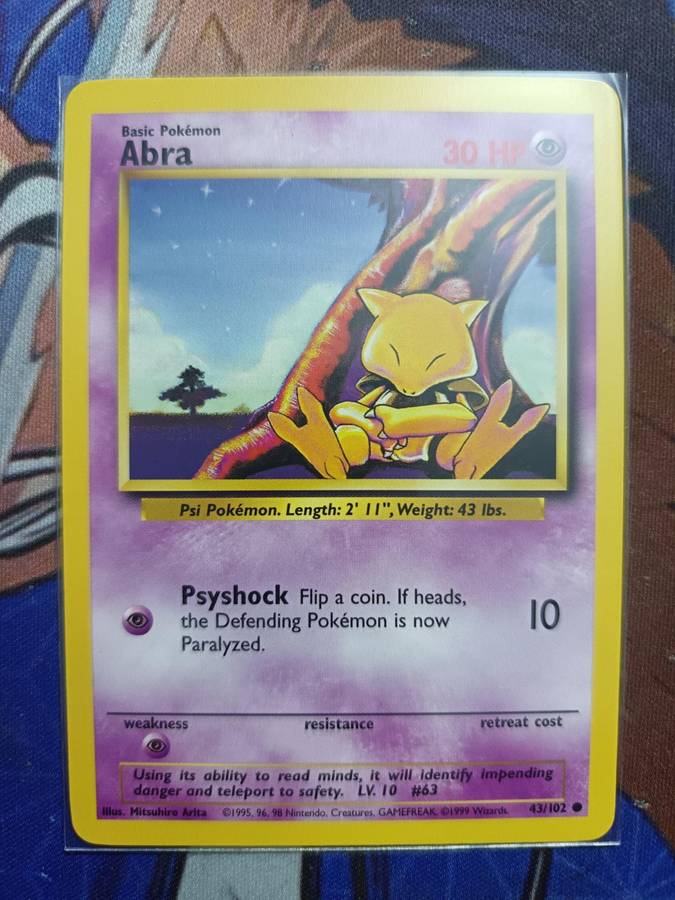 Basic Pokémon
Abra 30 HP
Psi Pokémon. Length: 2' 11", Weight: 43 lbs.
Psyshock Flip a coin. If heads,
the Defending Pokémon is now
Paralyzed.
10
weakness resistance retreat cost
Using its ability to read minds, it will identify impending
danger and teleport to safety. LV. 10 #63
Illus. Mitsuhiro Arita ©1995, 96, 98 Nintendo, Creatures, GAMEFREAK. ©1999 Wizards. 43/102